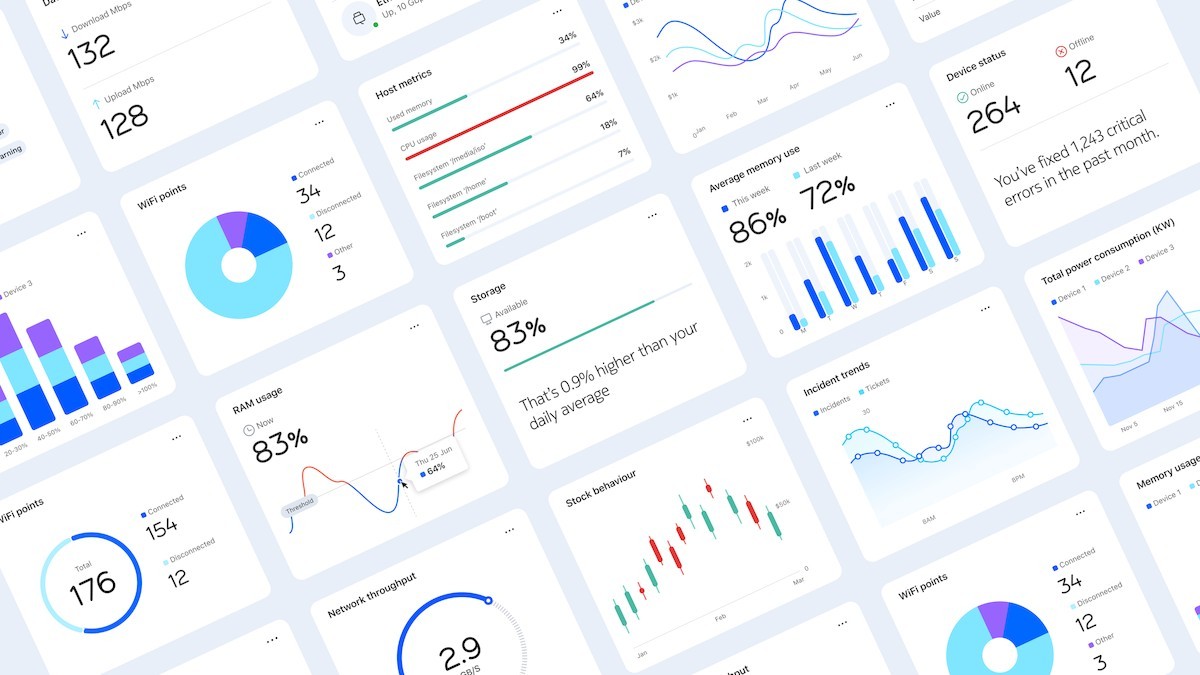 Download Mbps
132
Upload Mbps
128
Up, 10
Host metrics
Used memory
34%
CPU usage
99%
Filesystem '/media/iso'
64%
Filesystem '/home'
18%
Filesystem '/boot'
7%
$3k
$2k
$1k
0
Jan
Feb
Mar
Apr
May
Jun
Value
Device status
Online
264
Offline
12
You've fixed 1,243 critical
errors in the past month.
WiFi points
Connected
34
Disconnected
12
Other
3
Average memory use
This week
86%
Last week
72%
2k
1k
0
M
T
W
T
F
S
S
Total power consumption (KW)
Device 1
Device 2
Device 3
Nov 5
Nov 15
Device 3
20-30%
40-50%
60-70%
80-90%
>100%
Storage
Available
83%
That's 0.9% higher than your
daily average
RAM usage
Now
83%
Threshold
Thu 25 Jun
64%
Incident trends
Incidents
Tickets
30
8AM
8PM
Memory usage
Device 1
WiFi points
Total
176
Connected
154
Disconnected
12
Network throughput
2.9
GB/S
Stock behaviour
$100k
$50k
0
Jan
Feb
Mar
WiFi points
Connected
34
Disconnected
12
Other
3